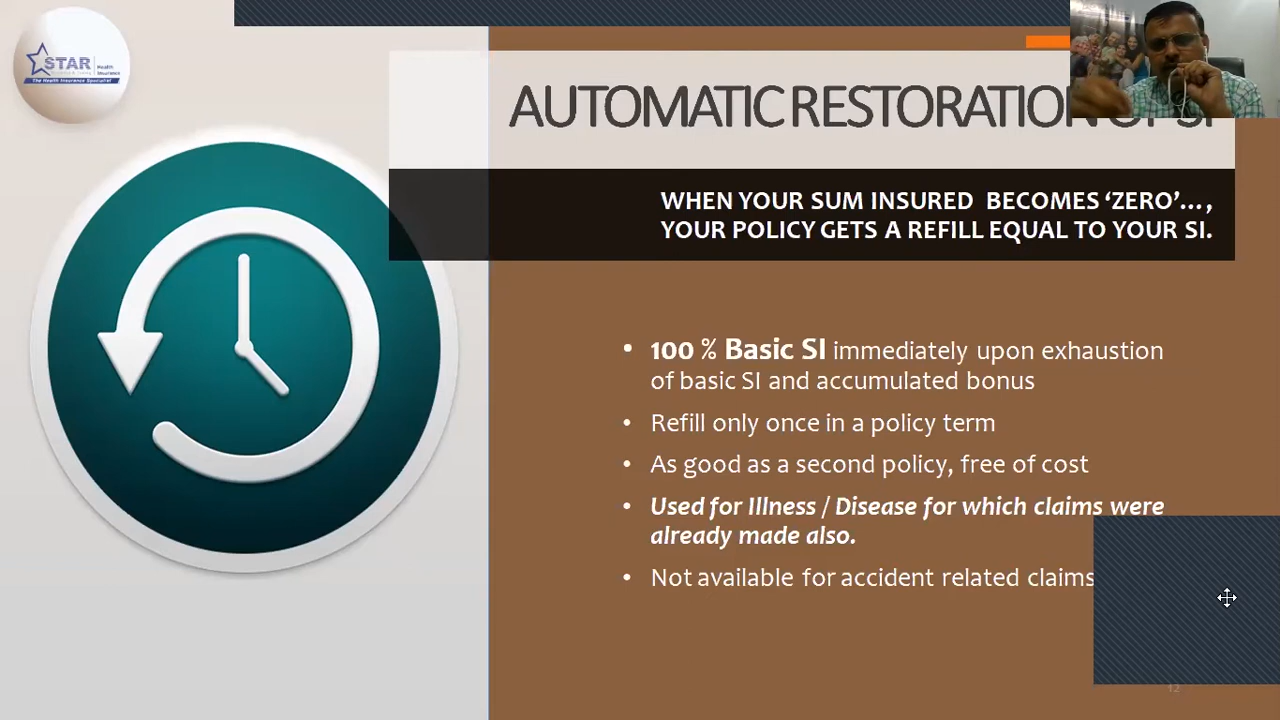 STAR
Health
Insurance
The Health Insurance Specialist
AUTOMATIC RESTORATION
WHEN YOUR SUM INSURED BECOMES ‘ZERO’…,
YOUR POLICY GETS A REFILL EQUAL TO YOUR SI.
• 100 % Basic SI immediately upon exhaustion
of basic SI and accumulated bonus
• Refill only once in a policy term
• As good as a second policy, free of cost
• Used for Illness / Disease for which claims were
already made also.
• Not available for accident related claims
12